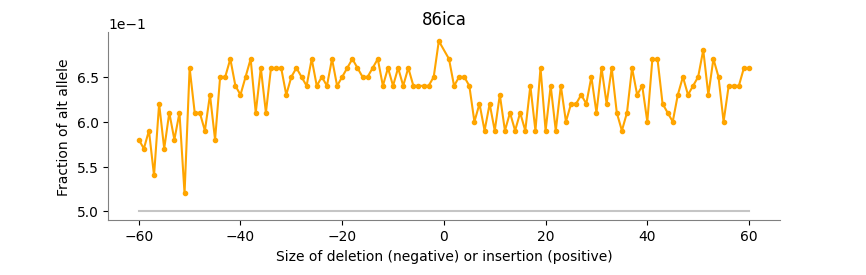 86ica
1e−1
Fraction of alt allele
6.5
6.0
5.5
5.0
−60 −40 −20 0 20 40 60
Size of deletion (negative) or insertion (positive)